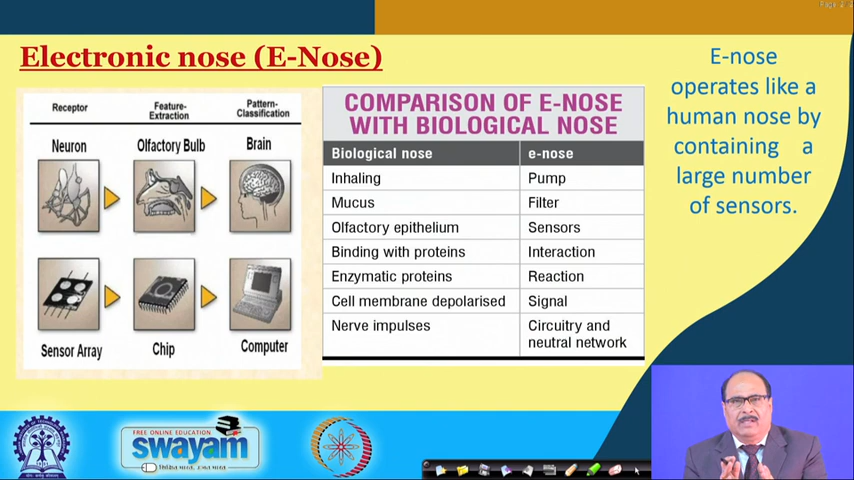 Electronic nose (E-Nose)
Receptor
Feature-
Extraction
Pattern-
Classification
Neuron
Olfactory Bulb
Brain
Sensor Array
Chip
Computer
COMPARISON OF E-NOSE
WITH BIOLOGICAL NOSE
Biological nose e-nose
Inhaling Pump
Mucus Filter
Olfactory epithelium Sensors
Binding with proteins Interaction
Enzymatic proteins Reaction
Cell membrane depolarised Signal
Nerve impulses Circuitry and
neutral network
E-nose
operates like a
human nose by
containing a
large number
of sensors.
FREE ONLINE EDUCATION
swayam